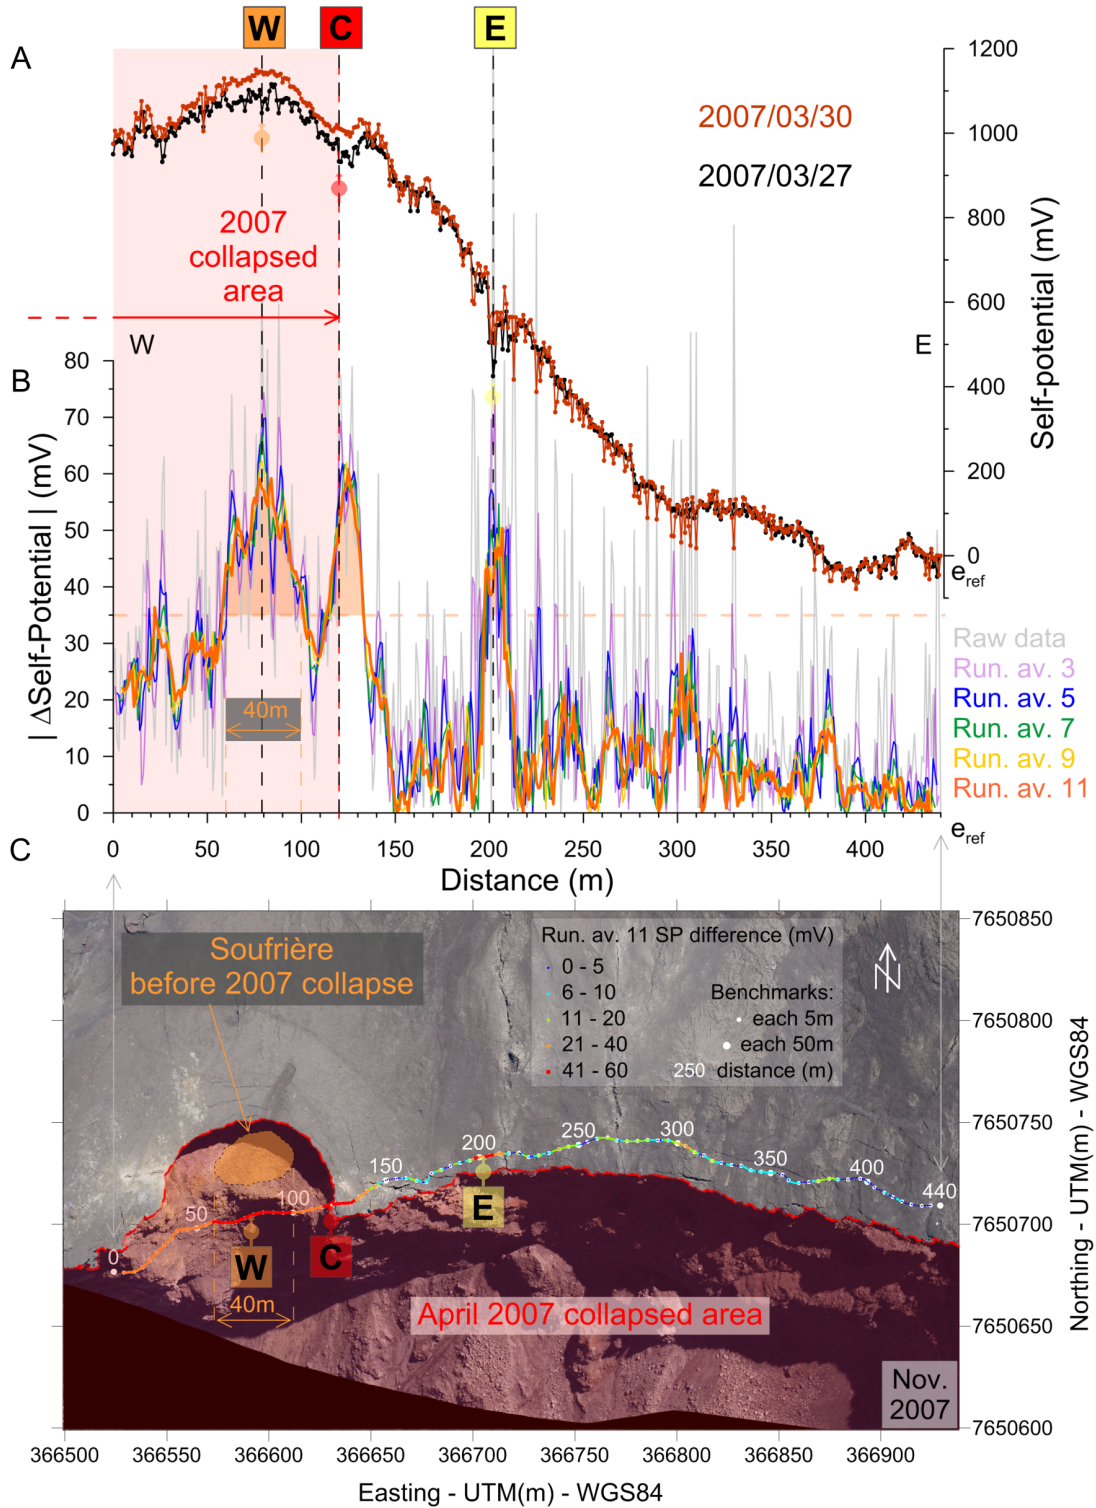 W
C
E
A
1200
1000
800
600
400
200
0
e ref
Self-potential (mV)
2007/03/30
2007/03/27
2007
collapsed
area
W
E
B
80
70
60
50
40
30
20
10
0
| ΔSelf-Potential | (mV)
40m
Raw data
Run. av. 3
Run. av. 5
Run. av. 7
Run. av. 9
Run. av. 11
e ref
0
50
100
150
200
250
300
350
400
Distance (m)
C
Soufrière
before 2007 collapse
Run. av. 11 SP difference (mV)
0 - 5
6 - 10
11 - 20
21 - 40
41 - 60
Benchmarks:
each 5m
each 50m
250 distance (m)
N
7650850
7650800
7650750
7650700
7650650
7650600
Northing - UTM(m) - WGS84
0
50
100
150
200
250
300
350
400
440
W
C
E
40m
April 2007 collapsed area
Nov.
2007
366500
366550
366600
366650
366700
366750
366800
366850
366900
Easting - UTM(m) - WGS84